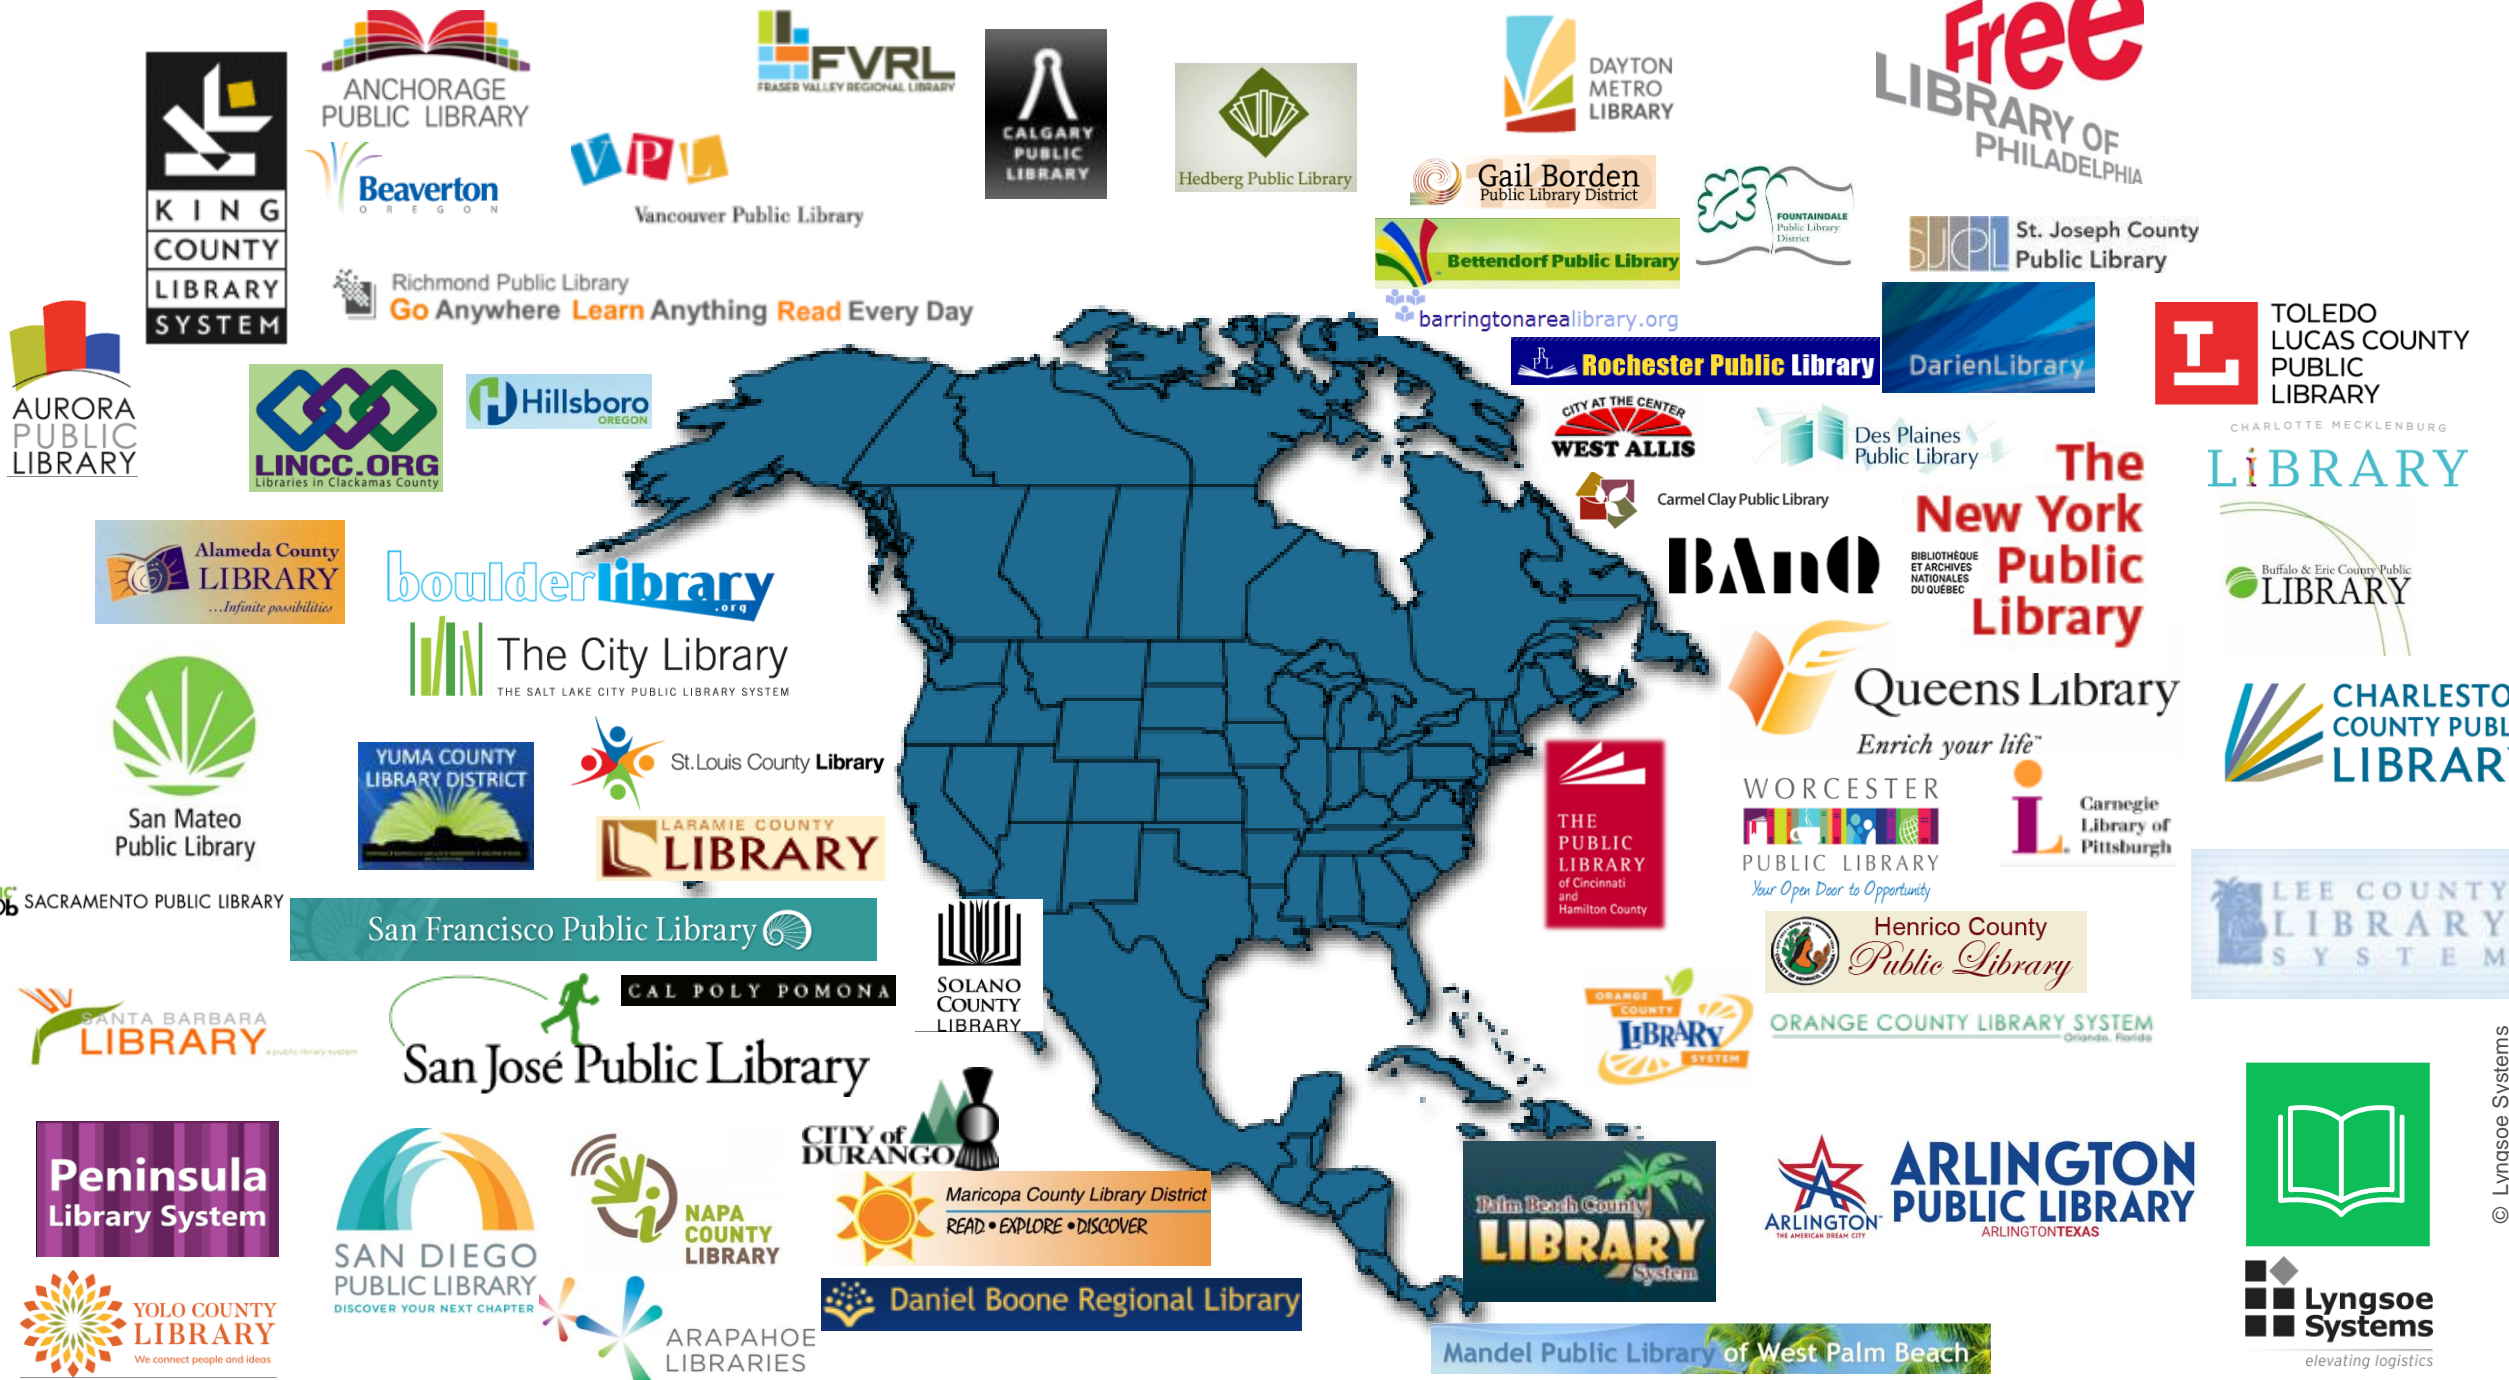 KING
COUNTY
LIBRARY
SYSTEM
ANCHORAGE
PUBLIC LIBRARY
Beaverton
OREGON
FVRL
FRASER VALLEY REGIONAL LIBRARY
VPL
Vancouver Public Library
CALGARY
PUBLIC
LIBRARY
Hedberg Public Library
DAYTON
METRO
LIBRARY
Free
LIBRARY OF
PHILADELPHIA
Gail Borden
Public Library District
FOUNTAINDALE
Public Library
District
Bettendorf Public Library
SJCPL
St. Joseph County
Public Library
barringtonarealibrary.org
Richmond Public Library
Go Anywhere Learn Anything Read Every Day
RPL
Rochester Public Library
DarienLibrary
TOLEDO
LUCAS COUNTY
PUBLIC
LIBRARY
AURORA
PUBLIC
LIBRARY
LINCC.ORG
Libraries in Clackamas County
H Hillsboro
OREGON
CITY AT THE CENTER
WEST ALLIS
Des Plaines
Public Library
CHARLOTTE MECKLENBURG
LiBRARY
Carmel Clay Public Library
The
New York
Public
Library
BAnQ
BIBLIOTHÈQUE
ET ARCHIVES
NATIONALES
DU QUÉBEC
Buffalo & Erie County Public
LIBRARY
Alameda County
LIBRARY
...Infinite possibilities
boulderlibrary
.org
The City Library
THE SALT LAKE CITY PUBLIC LIBRARY SYSTEM
Queens Library
Enrich your life℠
CHARLESTO
COUNTY PUBL
LIBRAR
San Mateo
Public Library
YUMA COUNTY
LIBRARY DISTRICT
St.Louis County Library
LARAMIE COUNTY
LIBRARY
THE
PUBLIC
LIBRARY
of Cincinnati
and
Hamilton County
WORCESTER
PUBLIC LIBRARY
Your Open Door to Opportunity
Carnegie
Library of
Pittsburgh
SACRAMENTO PUBLIC LIBRARY
San Francisco Public Library
SOLANO
COUNTY
LIBRARY
Henrico County
Public Library
LEE COUNTY
LIBRARY
SYSTEM
SANTA BARBARA
LIBRARY
a public library system
CAL POLY POMONA
San José Public Library
ORANGE
COUNTY
LIBRARY
SYSTEM
ORANGE COUNTY LIBRARY SYSTEM
Orlando, Florida
Peninsula
Library System
SAN DIEGO
PUBLIC LIBRARY
DISCOVER YOUR NEXT CHAPTER
NAPA
COUNTY
LIBRARY
CITY of
DURANGO
Maricopa County Library District
READ • EXPLORE • DISCOVER
Palm Beach County
LIBRARY
System
ARLINGTON
THE AMERICAN DREAM CITY
ARLINGTON
PUBLIC LIBRARY
ARLINGTONTEXAS
YOLO COUNTY
LIBRARY
We connect people and ideas
ARAPAHOE
LIBRARIES
Daniel Boone Regional Library
Mandel Public Library of West Palm Beach
Lyngsoe
Systems
elevating logistics
© Lyngsoe Systems